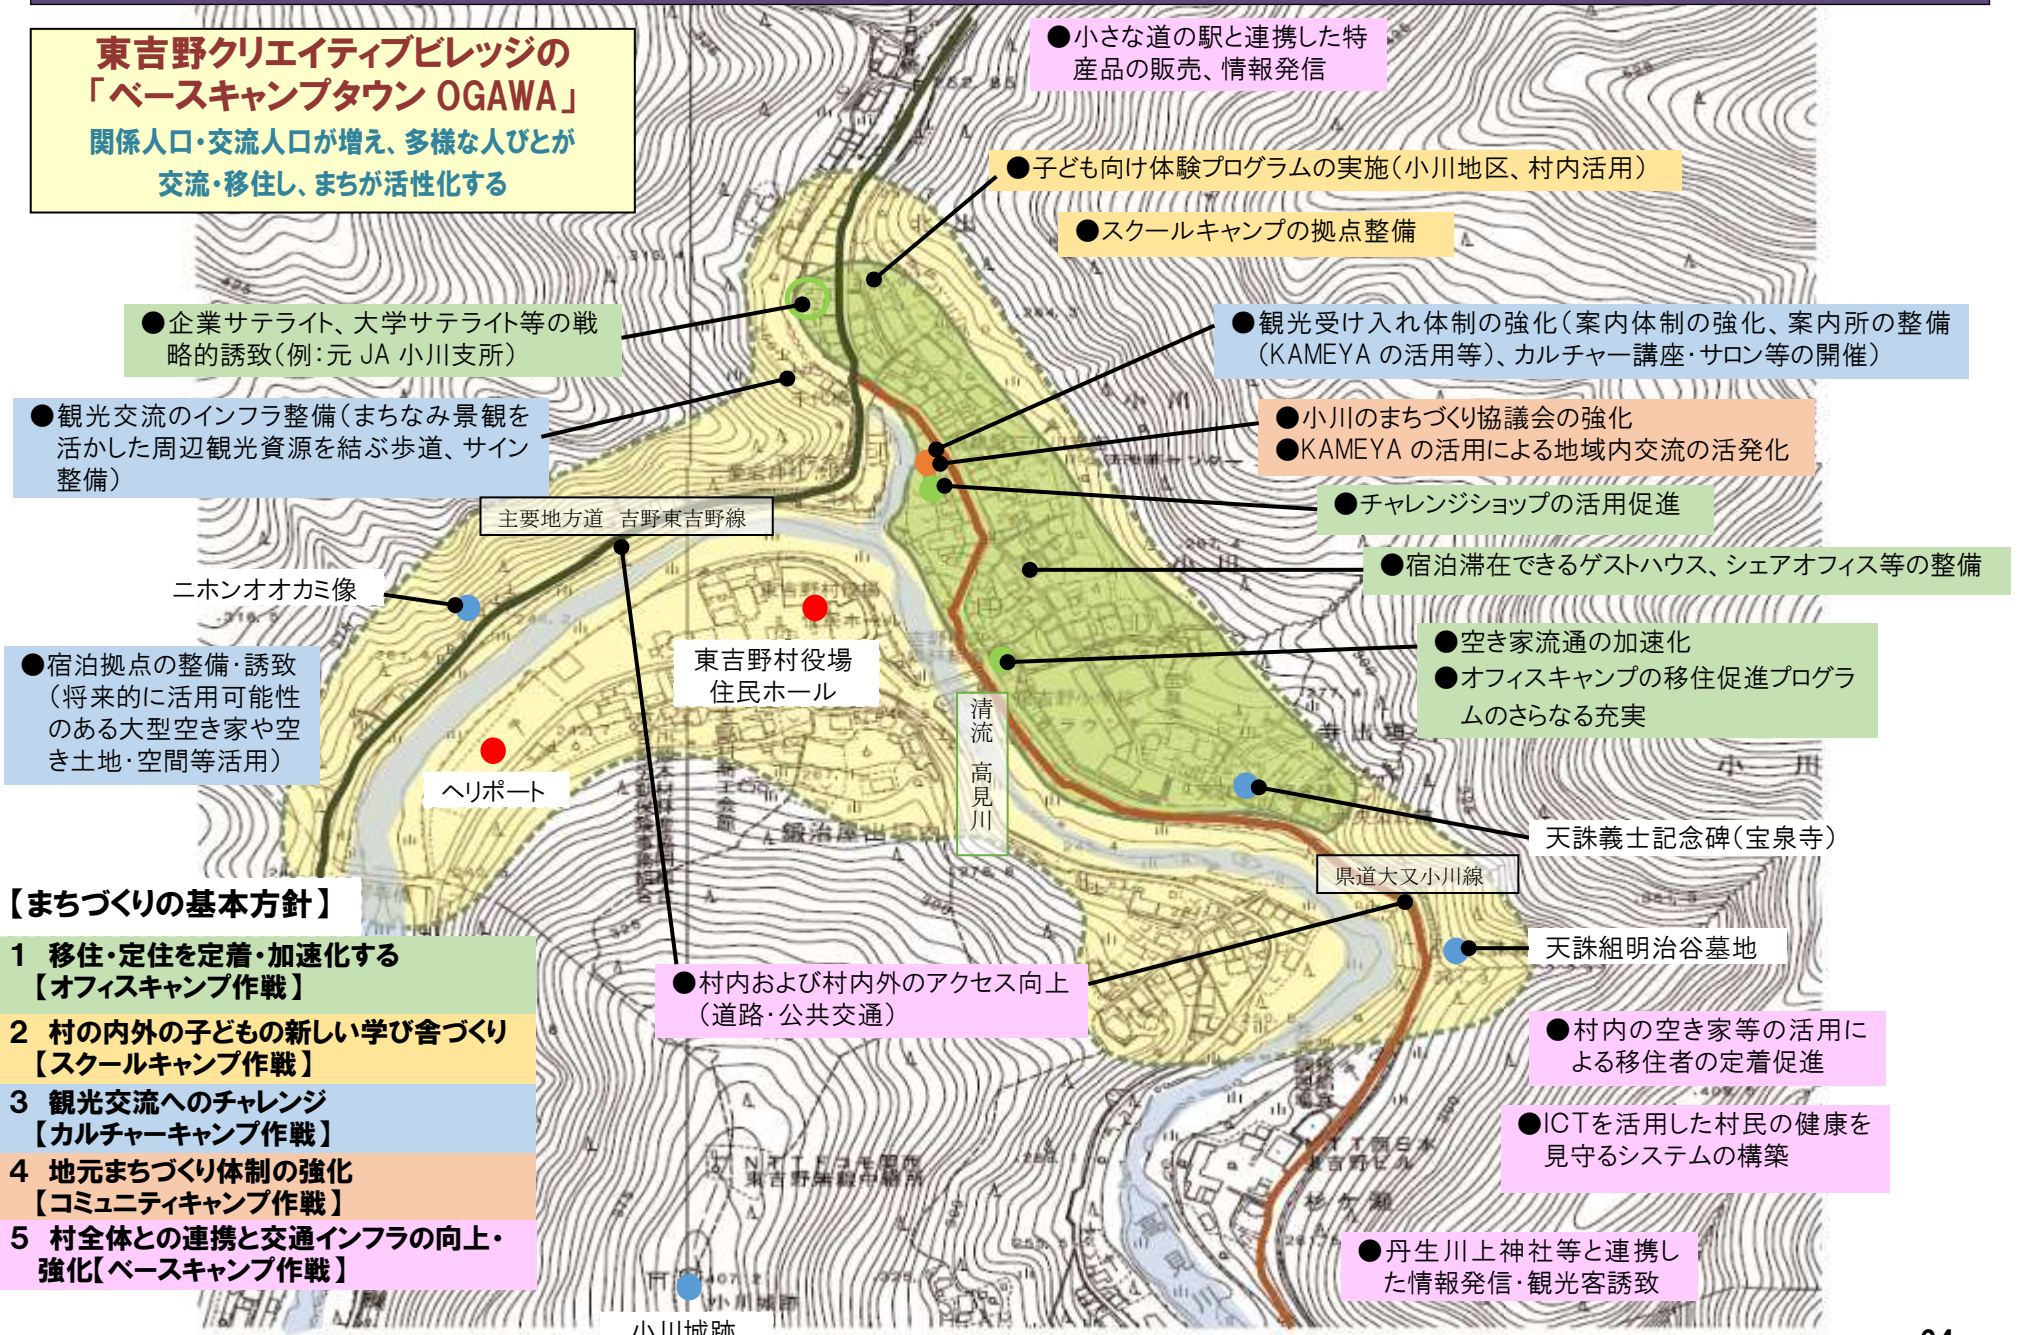 東吉野クリエイティブビレッジの
「ベースキャンプタウン OGAWA」
関係人口・交流人口が増え、多様な人びとが
交流・移住し、まちが活性化する
●小さな道の駅と連携した特
産品の販売、情報発信
●子ども向け体験プログラムの実施(小川地区、村内活用)
●スクールキャンプの拠点整備
●企業サテライト、大学サテライト等の戦
略的誘致(例:元 JA 小川支所)
●観光受け入れ体制の強化(案内体制の強化、案内所の整備
(KAMEYA の活用等)、カルチャー講座・サロン等の開催)
●観光交流のインフラ整備(まちなみ景観を
活かした周辺観光資源を結ぶ歩道、サイン
整備)
●小川のまちづくり協議会の強化
●KAMEYA の活用による地域内交流の活発化
●チャレンジショップの活用促進
主要地方道 吉野東吉野線
●宿泊滞在できるゲストハウス、シェアオフィス等の整備
ニホンオオカミ像
●空き家流通の加速化
●オフィスキャンプの移住促進プログラ
ムのさらなる充実
●宿泊拠点の整備・誘致
(将来的に活用可能性
のある大型空き家や空
き土地・空間等活用)
東吉野村役場
住民ホール
清流 高見川
ヘリポート
天誅義士記念碑(宝泉寺)
県道大又小川線
天誅組明治谷墓地
●村内および村内外のアクセス向上
(道路・公共交通)
●村内の空き家等の活用に
よる移住者の定着促進
●ICTを活用した村民の健康を
見守るシステムの構築
●丹生川上神社等と連携し
た情報発信・観光客誘致
【まちづくりの基本方針】
1 移住・定住を定着・加速化する
【オフィスキャンプ作戦】
2 村の内外の子どもの新しい学び舎づくり
【スクールキャンプ作戦】
3 観光交流へのチャレンジ
【カルチャーキャンプ作戦】
4 地元まちづくり体制の強化
【コミュニティキャンプ作戦】
5 村全体との連携と交通インフラの向上・
強化【ベースキャンプ作戦】
小川城跡